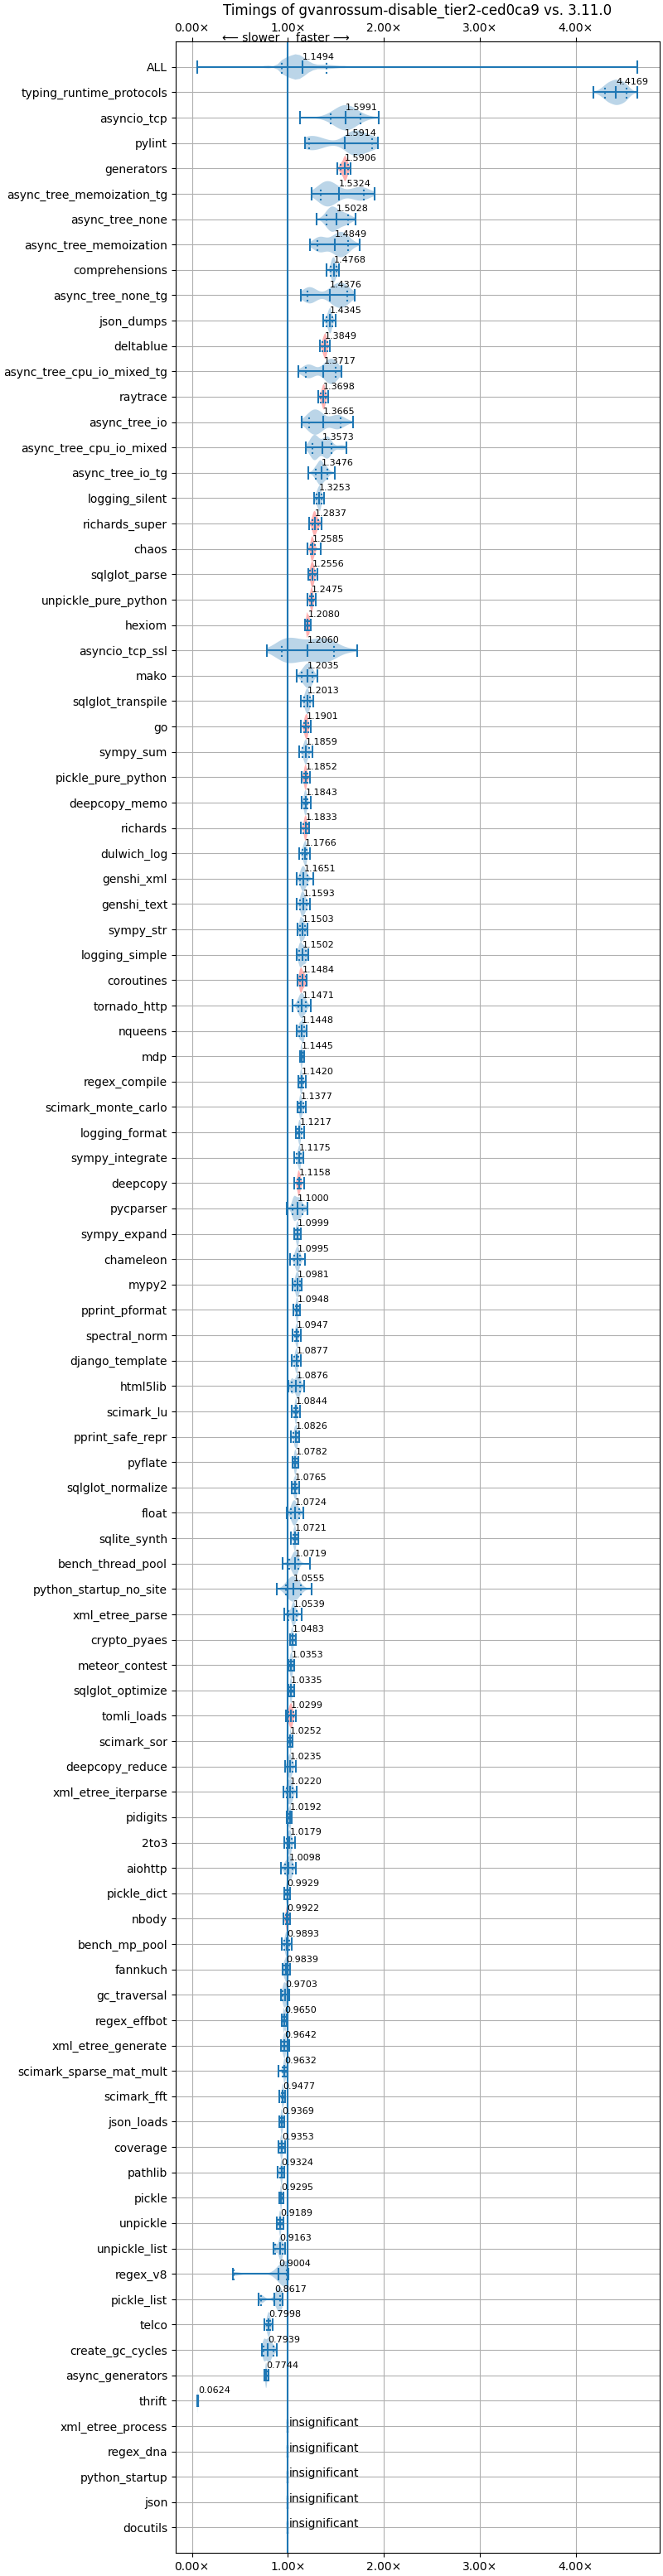 Timings of gvanrossum-disable_tier2-ced0ca9 vs. 3.11.0
0.00× 1.00× 2.00× 3.00× 4.00×
⟵ slower faster ⟶
ALL 1.1494
typing_runtime_protocols 4.4169
asyncio_tcp 1.5991
pylint 1.5914
generators 1.5906
async_tree_memoization_tg 1.5324
async_tree_none 1.5028
async_tree_memoization 1.4849
comprehensions 1.4768
async_tree_none_tg 1.4376
json_dumps 1.4345
deltablue 1.3849
async_tree_cpu_io_mixed_tg 1.3717
raytrace 1.3698
async_tree_io 1.3665
async_tree_cpu_io_mixed 1.3573
async_tree_io_tg 1.3476
logging_silent 1.3253
richards_super 1.2837
chaos 1.2585
sqlglot_parse 1.2556
unpickle_pure_python 1.2475
hexiom 1.2080
asyncio_tcp_ssl 1.2060
mako 1.2035
sqlglot_transpile 1.2013
go 1.1901
sympy_sum 1.1859
pickle_pure_python 1.1852
deepcopy_memo 1.1843
richards 1.1833
dulwich_log 1.1766
genshi_xml 1.1651
genshi_text 1.1593
sympy_str 1.1503
logging_simple 1.1502
coroutines 1.1484
tornado_http 1.1471
nqueens 1.1448
mdp 1.1445
regex_compile 1.1420
scimark_monte_carlo 1.1377
logging_format 1.1217
sympy_integrate 1.1175
deepcopy 1.1158
pycparser 1.1000
sympy_expand 1.0999
chameleon 1.0995
mypy2 1.0981
pprint_pformat 1.0948
spectral_norm 1.0947
django_template 1.0877
html5lib 1.0876
scimark_lu 1.0844
pprint_safe_repr 1.0826
pyflate 1.0782
sqlglot_normalize 1.0765
float 1.0724
sqlite_synth 1.0721
bench_thread_pool 1.0719
python_startup_no_site 1.0555
xml_etree_parse 1.0539
crypto_pyaes 1.0483
meteor_contest 1.0353
sqlglot_optimize 1.0335
tomli_loads 1.0299
scimark_sor 1.0252
deepcopy_reduce 1.0235
xml_etree_iterparse 1.0220
pidigits 1.0192
2to3 1.0179
aiohttp 1.0098
pickle_dict 0.9929
nbody 0.9922
bench_mp_pool 0.9893
fannkuch 0.9839
gc_traversal 0.9703
regex_effbot 0.9650
xml_etree_generate 0.9642
scimark_sparse_mat_mult 0.9632
scimark_fft 0.9477
json_loads 0.9369
coverage 0.9353
pathlib 0.9324
pickle 0.9295
unpickle 0.9189
unpickle_list 0.9163
regex_v8 0.9004
pickle_list 0.8617
telco 0.7998
create_gc_cycles 0.7939
async_generators 0.7744
thrift 0.0624
xml_etree_process insignificant
regex_dna insignificant
python_startup insignificant
json insignificant
docutils insignificant
0.00× 1.00× 2.00× 3.00× 4.00×